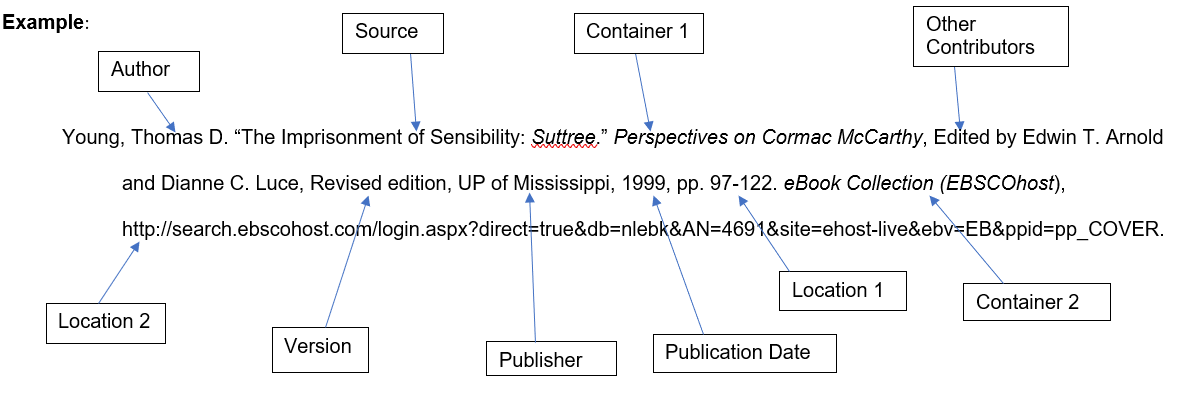 Example:
Source
Container 1
Other
Contributors
Author
Young, Thomas D. “The Imprisonment of Sensibility: Suttree.” Perspectives on Cormac McCarthy, Edited by Edwin T. Arnold
and Dianne C. Luce, Revised edition, UP of Mississippi, 1999, pp. 97-122. eBook Collection (EBSCOhost),
http://search.ebscohost.com/login.aspx?direct=true&db=nlebk&AN=4691&site=ehost-live&ebv=EB&ppid=pp_COVER.
Location 2
Version
Publisher
Publication Date
Location 1
Container 2